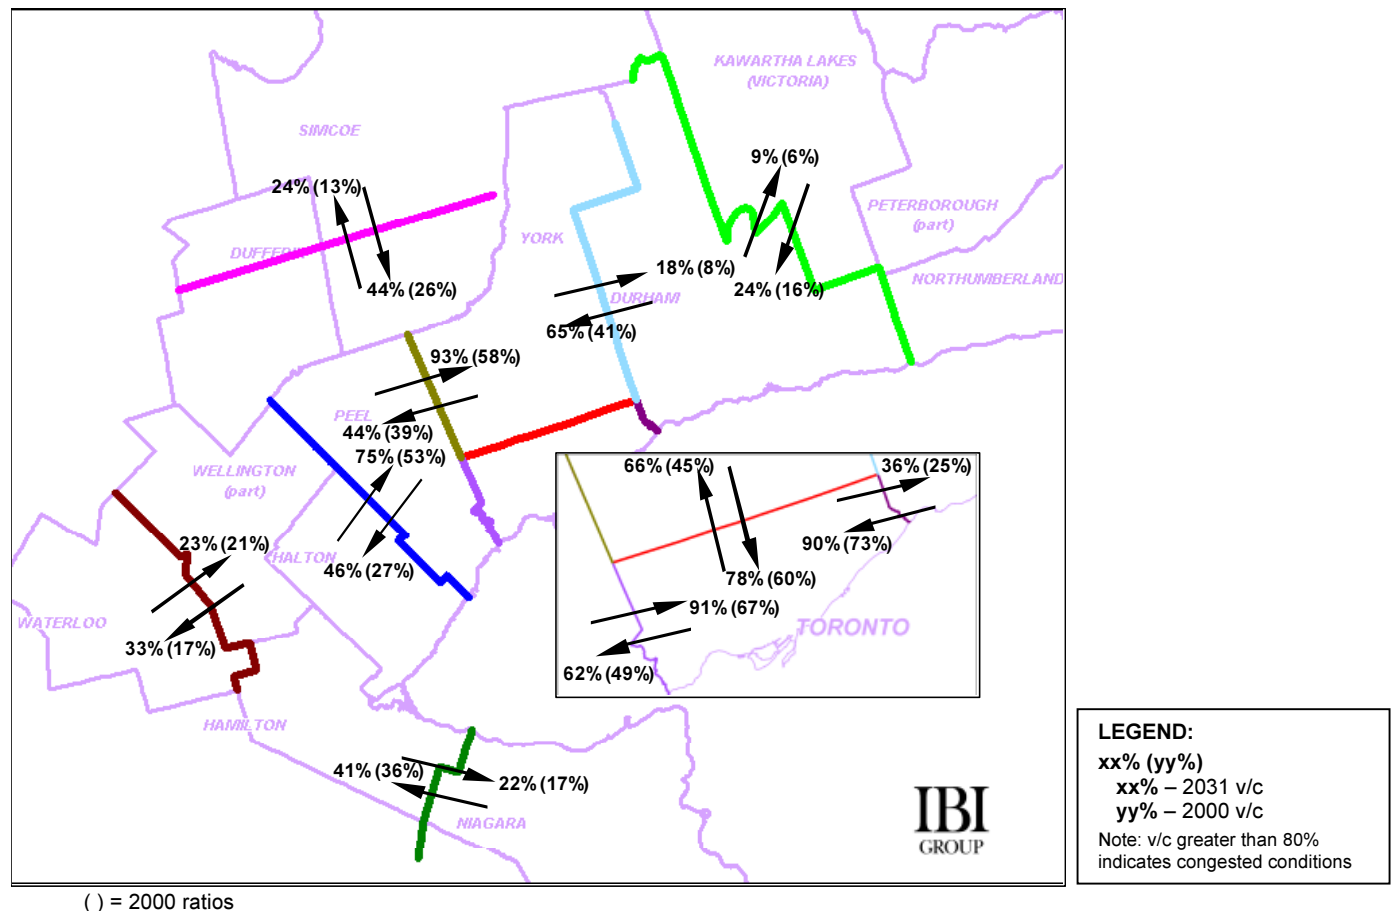 KAWARTHA LAKES
(VICTORIA)
SIMCOE
9% (6%)
24% (13%)
PETERBOROUGH
(part)
YORK
DUFFERIN
18% (8%)
NORTHUMBERLAND
44% (26%)
24% (16%)
DURHAM
65% (41%)
93% (58%)
PEEL
44% (39%)
75% (53%)
WELLINGTON
(part)
66% (45%)
36% (25%)
23% (21%)
HALTON
46% (27%)
90% (73%)
78% (60%)
91% (67%)
WATERLOO
TORONTO
33% (17%)
62% (49%)
HAMILTON
41% (36%)
22% (17%)
NIAGARA
IBI
GROUP
LEGEND:
xx% (yy%)
xx% – 2031 v/c
yy% – 2000 v/c
Note: v/c greater than 80%
indicates congested conditions
( ) = 2000 ratios